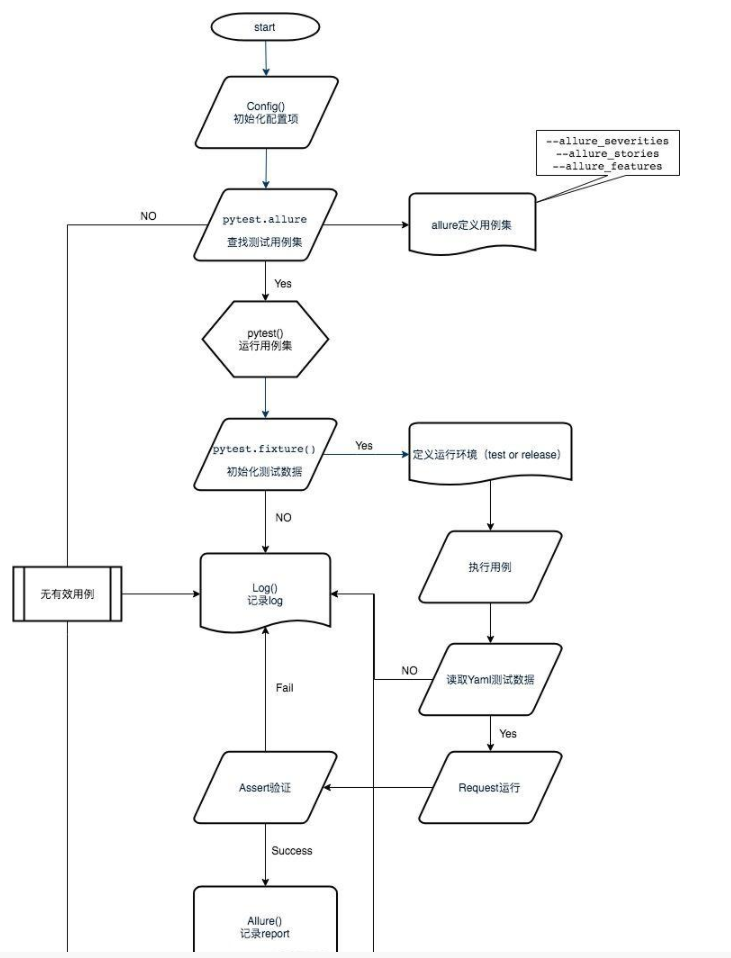 start
Config()
初始化配置项
--allure_severities
--allure_stories
--allure_features
NO
pytest.allure
查找测试用例集
allure定义用例集
Yes
pytest()
运行用例集
pytest.fixture()
初始化测试数据
Yes
定义运行环境（test or release）
NO
执行用例
无有效用例
Log()
记录log
NO
读取Yaml测试数据
Fail
Yes
Assert验证
Request运行
Success
Allure()
记录report